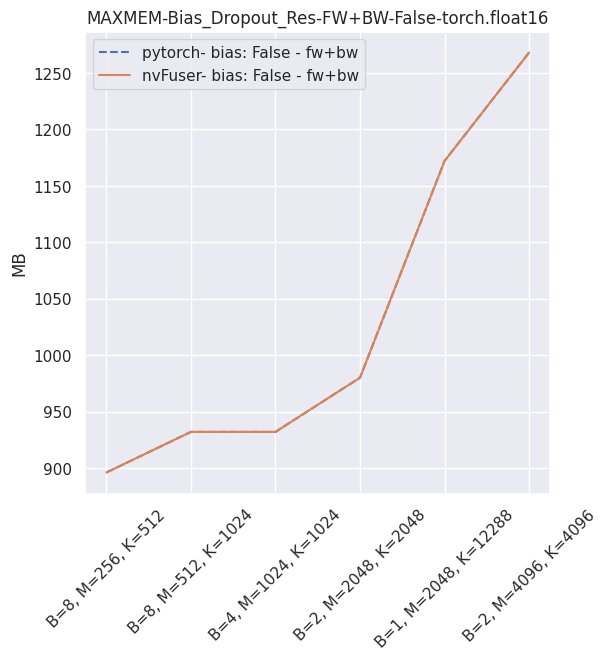 MAXMEM-Bias_Dropout_Res-FW+BW-False-torch.float16
pytorch- bias: False - fw+bw
nvFuser- bias: False - fw+bw
1250
1200
1150
1100
1050
1000
950
900
MB
B=8, M=256, K=512
B=8, M=512, K=1024
B=4, M=1024, K=1024
B=2, M=2048, K=2048
B=1, M=2048, K=12288
B=2, M=4096, K=4096